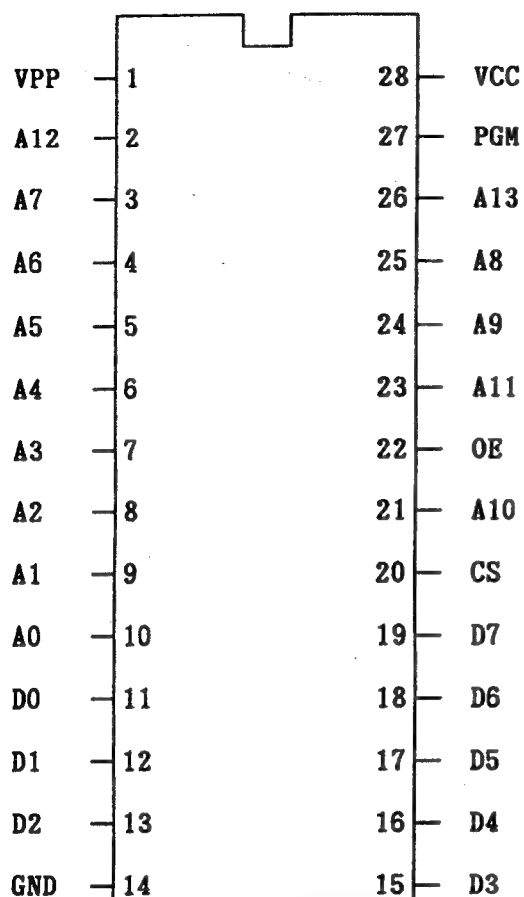 VPP 1 28 VCC
A12 2 27 PGM
A7 3 26 A13
A6 4 25 A8
A5 5 24 A9
A4 6 23 A11
A3 7 22 OE
A2 8 21 A10
A1 9 20 CS
A0 10 19 D7
D0 11 18 D6
D1 12 17 D5
D2 13 16 D4
GND 14 15 D3